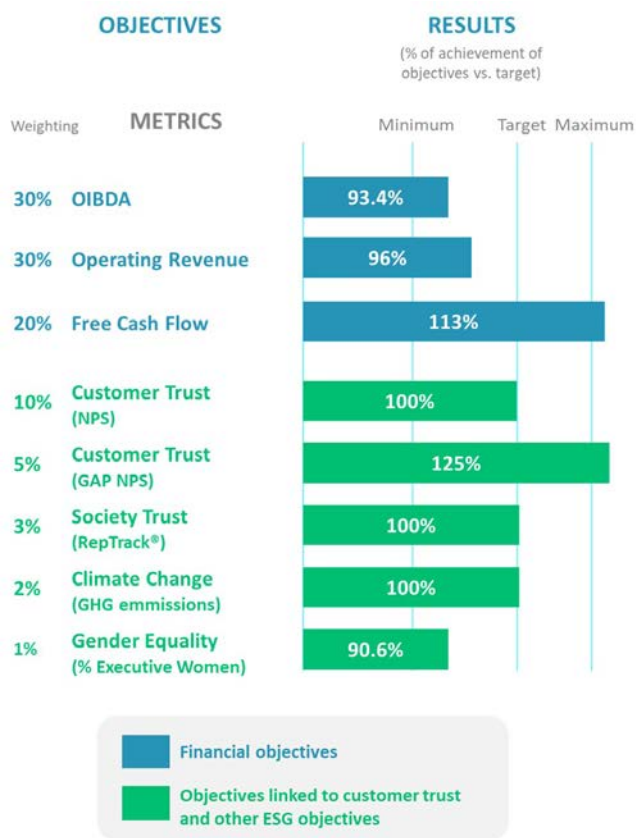 OBJECTIVES
RESULTS
(% of achievement of
objectives vs. target)
Weighting METRICS Minimum Target Maximum
30% OIBDA 93.4%
30% Operating Revenue 96%
20% Free Cash Flow 113%
10% Customer Trust
(NPS) 100%
5% Customer Trust
(GAP NPS) 125%
3% Society Trust
(RepTrack®) 100%
2% Climate Change
(GHG emmissions) 100%
1% Gender Equality
(% Executive Women) 90.6%
Financial objectives
Objectives linked to customer trust
and other ESG objectives